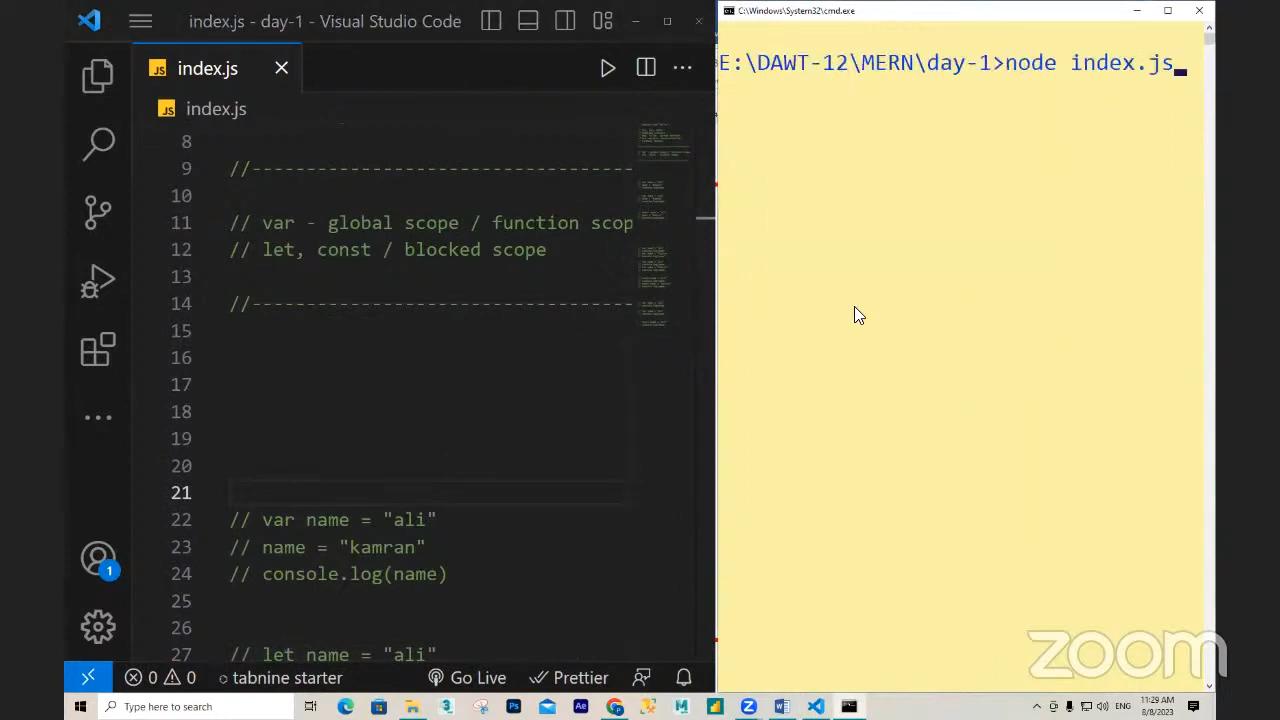 index.js - day-1 - Visual Studio Code
index.js
index.js
8
9 //-----------------------------------
10
11 // var - global scope / function scop
12 // let, const / blocked scope
13
14 //-----------------------------------
15
16
17
18
19
20
21
22 // var name = "ali"
23 // name = "kamran"
24 // console.log(name)
25
26
27 // let name = "ali"
1
0 0 tabnine starter Go Live Prettier
C:\Windows\System32\cmd.exe
E:\DAWT-12\MERN\day-1>node index.js
zoom
Type here to search
ENG
11:29 AM
8/8/2023